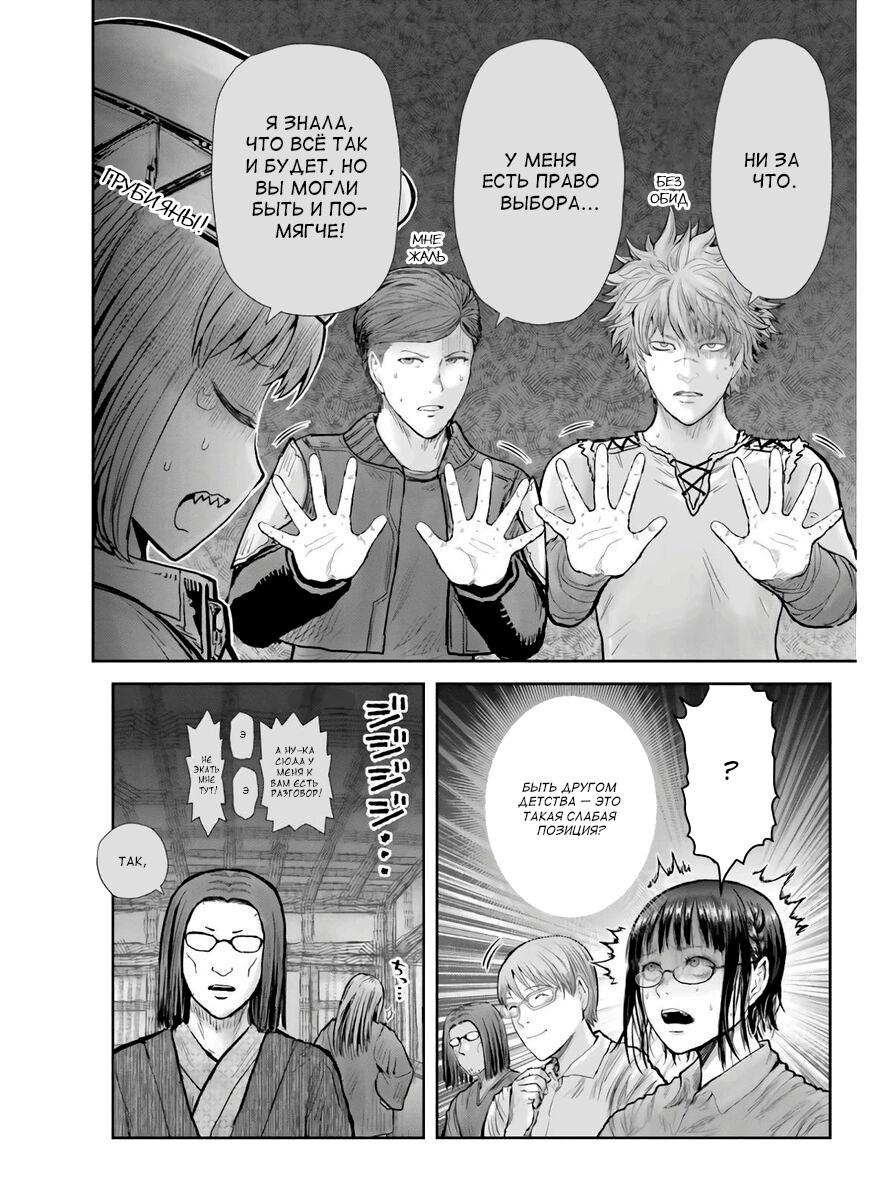 НИ ЗА
ЧТО.
БЕЗ
ОБИД
У МЕНЯ
ЕСТЬ ПРАВО
ВЫБОРА...
МНЕ
ЖАЛЬ
Я ЗНАЛА,
ЧТО ВСЁ ТАК
И БУДЕТ, НО
ВЫ МОГЛИ
БЫТЬ И ПО-
МЯГЧЕ!
ГРУБИЯНЫ!
?
БЫТЬ ДРУГОМ
ДЕТСТВА — ЭТО
ТАКАЯ СЛАБАЯ
ПОЗИЦИЯ?
А НУ-КА
СЮДА У
МЕНЯ К
ВАМ ЕСТЬ
РАЗГОВОР!
Э
Э
НЕ
ЭКАТЬ
МНЕ
ТУТ!
ТАК,
ちっ…